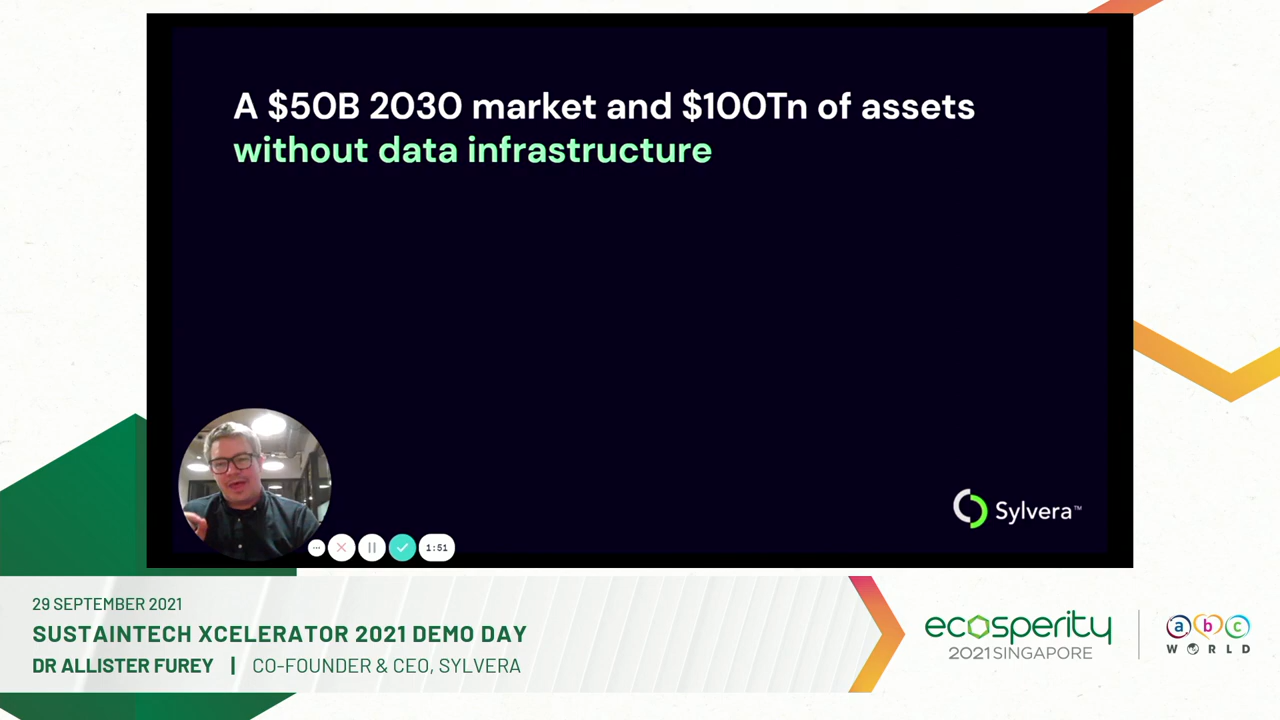 A $50B 2030 market and $100Tn of assets
without data infrastructure
Sylvera™
1:51
29 SEPTEMBER 2021
SUSTAINTECH XCELERATOR 2021 DEMO DAY
DR ALLISTER FUREY | CO-FOUNDER & CEO, SYLVERA
ecosperity
2021 SINGAPORE
a b c
WORLD